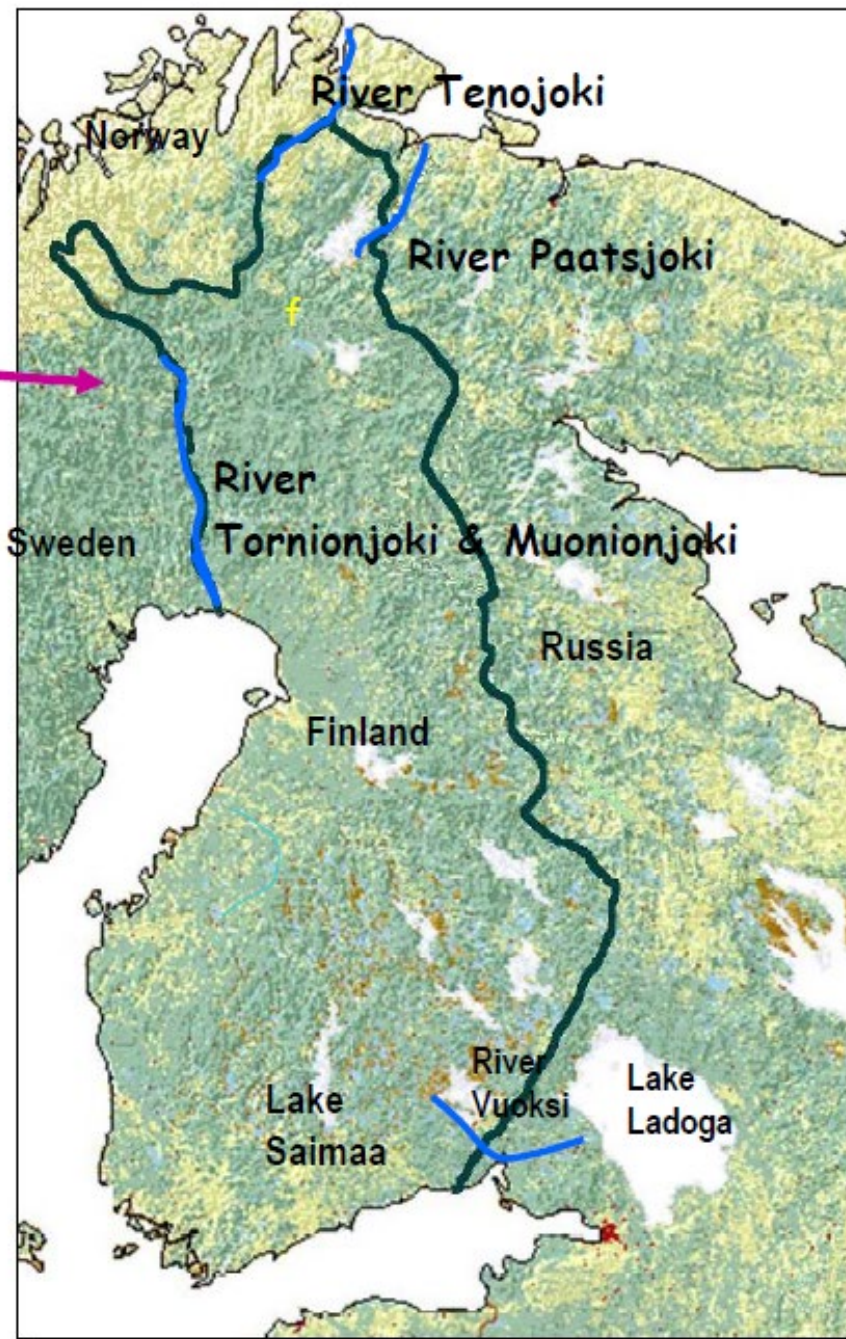 River Tenojoki
Norway
River Paatsjoki
f
River
Tornionjoki & Muonionjoki
Sweden
Russia
Finland
River
Vuoksi
Lake
Ladoga
Lake
Saimaa